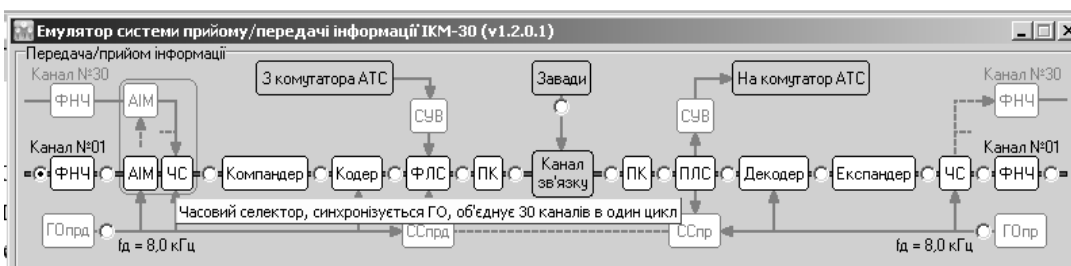 Емулятор системи прийому/передачі інформації ІКМ-30 (v1.2.0.1)
Передача/прийом інформації
Канал №30
З комутатора АТС
Завади
На комутатор АТС
Канал №30
ФНЧ
АІМ
СУВ
СУВ
ФНЧ
Канал №01
Канал №01
ФНЧ
АІМ
ЧС
Компандер
Кодер
ФЛС
ПК
Канал зв'язку
ПК
ПЛС
Декодер
Експандер
ЧС
ФНЧ
Часовий селектор, синхронізується ГО, об'єднує 30 каналів в один цикл
ГОпрд
ССпрд
ССпр
ГОпр
fд = 8,0 кГц
fд = 8,0 кГц